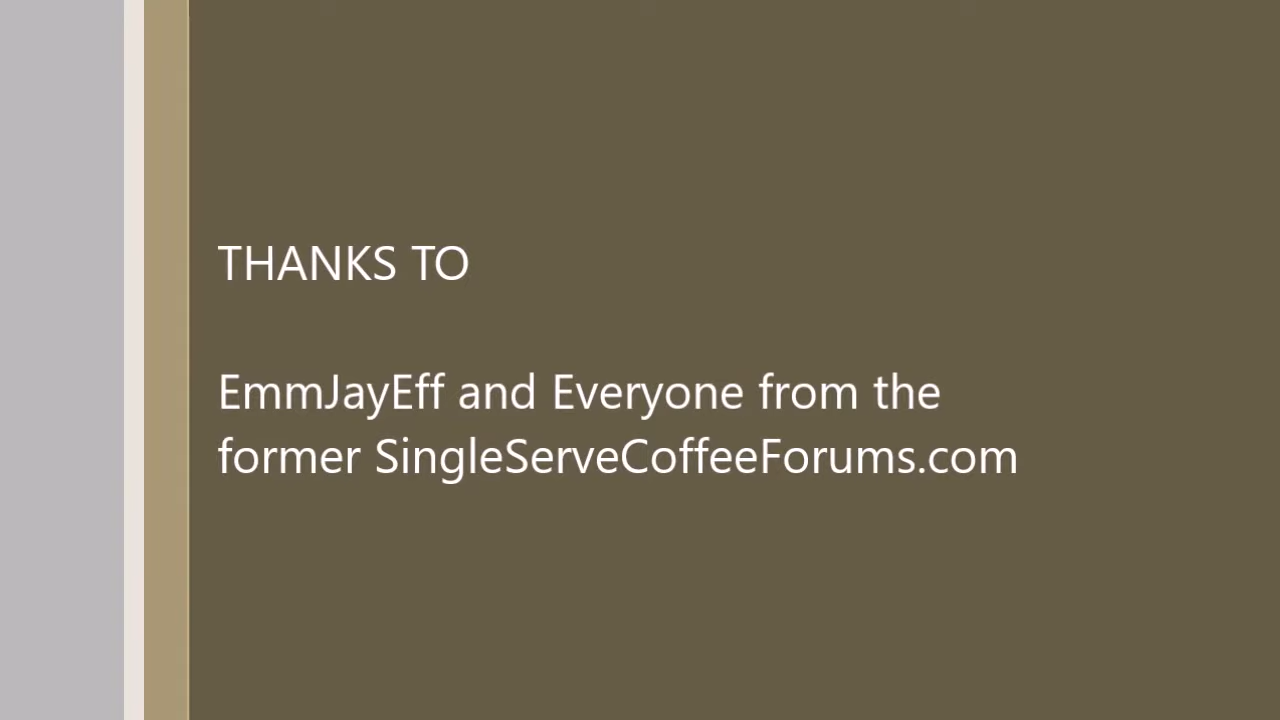 THANKS TO
EmmJayEff and Everyone from the
former SingleServeCoffeeForums.com